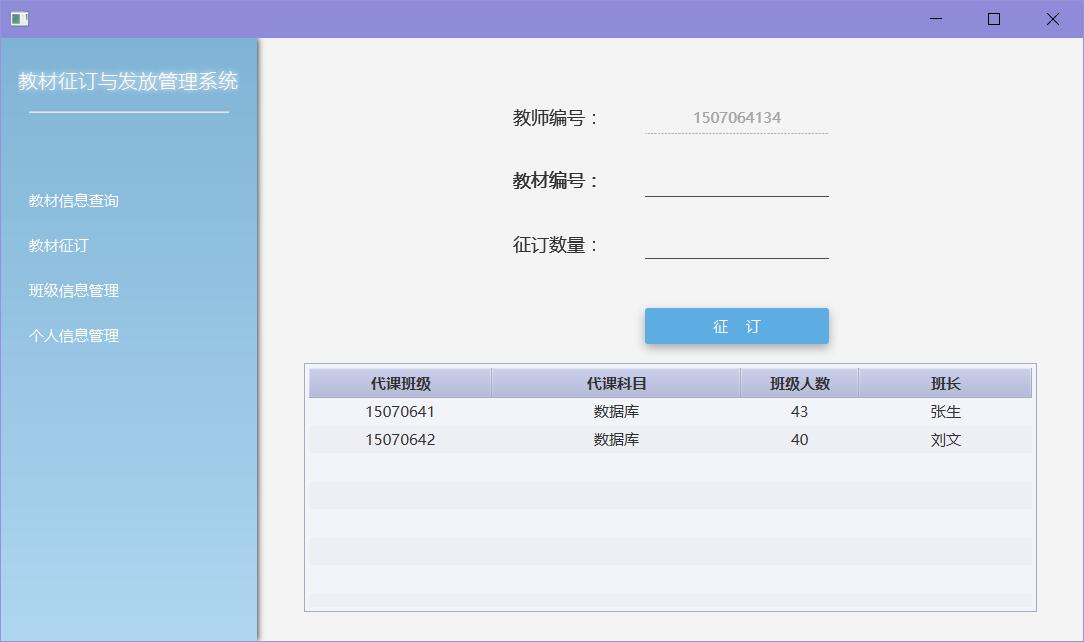 教材征订与发放管理系统
教材信息查询
教材征订
班级信息管理
个人信息管理
教师编号： 1507064134
教材编号：
征订数量：
征 订
代课班级 代课科目 班级人数 班长
15070641 数据库 43 张生
15070642 数据库 40 刘文